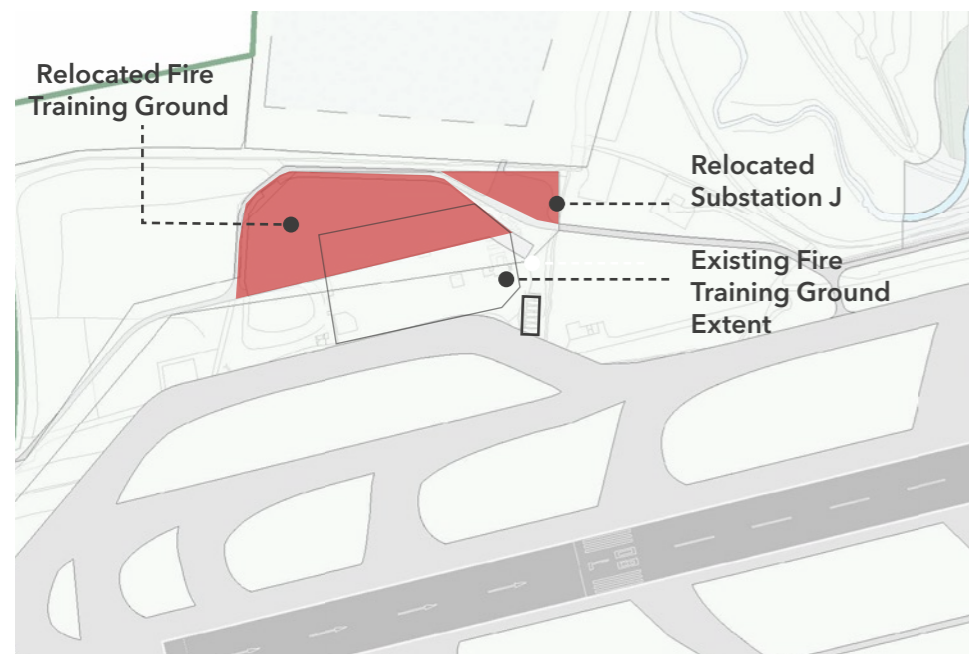 Relocated Fire
Training Ground
Relocated
Substation J
Existing Fire
Training Ground
Extent